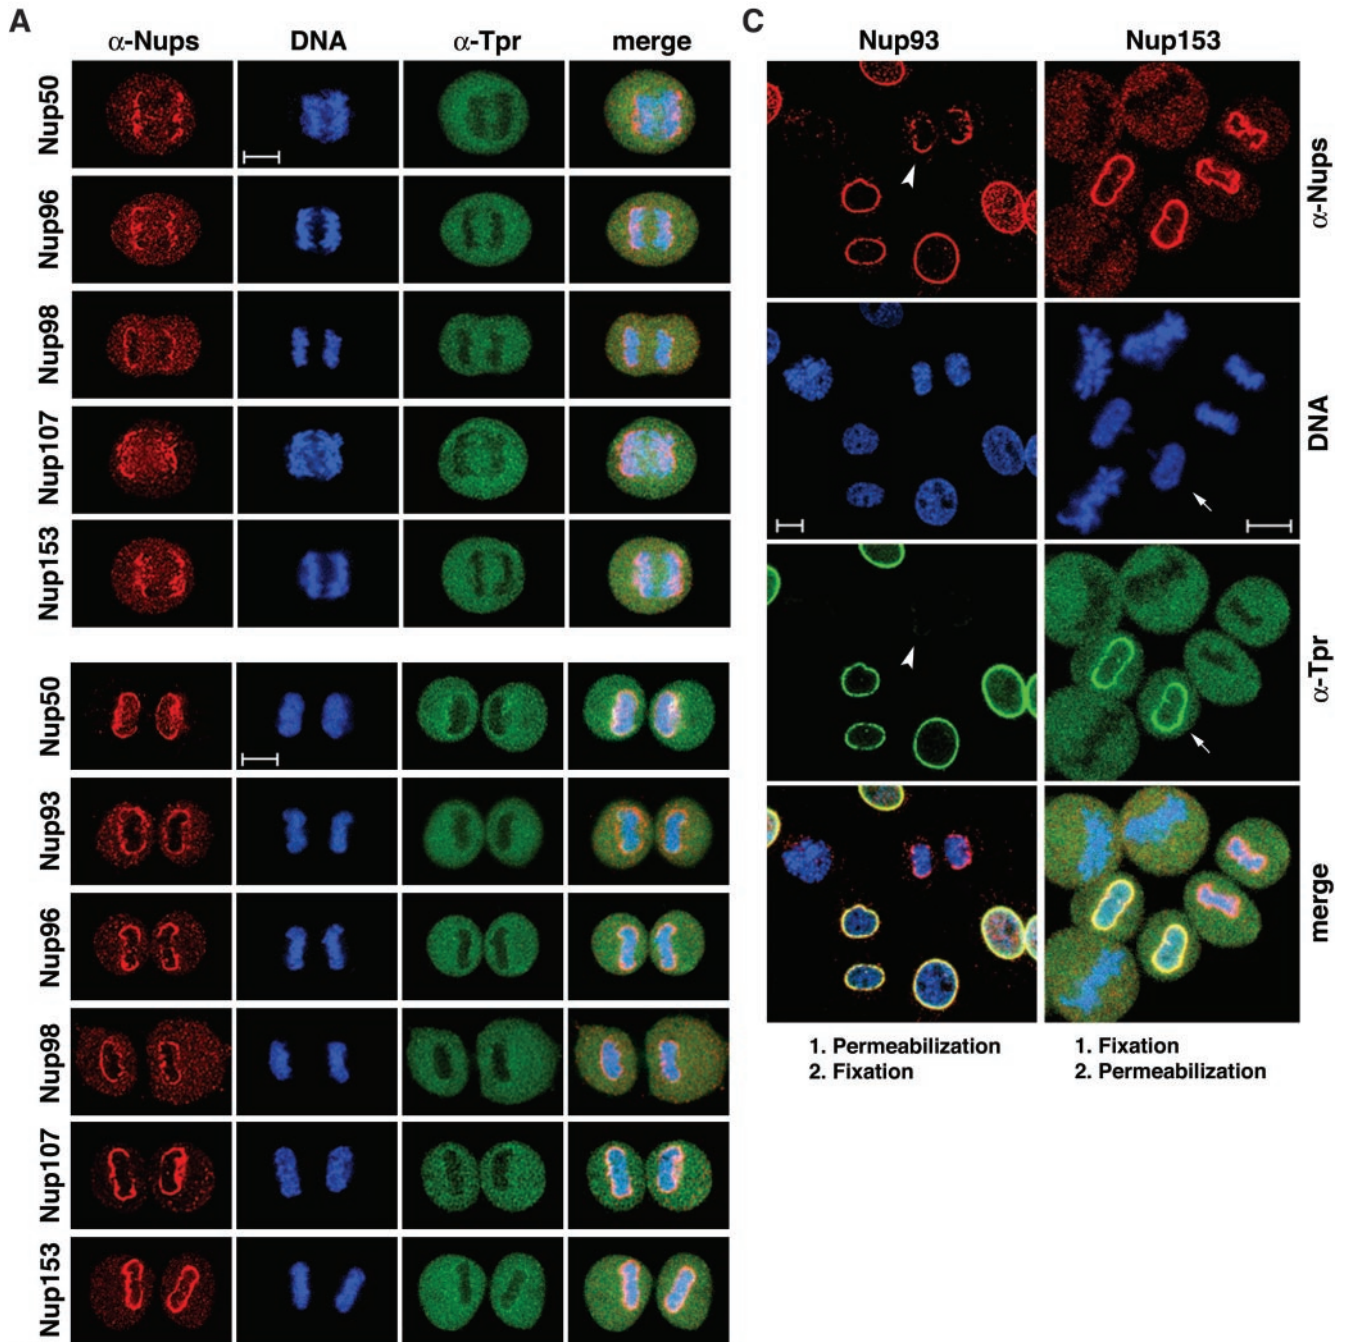 A
α-Nups DNA α-Tpr merge
Nup50
Nup96
Nup98
Nup107
Nup153
Nup50
Nup93
Nup96
Nup98
Nup107
Nup153
C
Nup93 Nup153
α-Nups
DNA
α-Tpr
merge
1. Permeabilization
2. Fixation
1. Fixation
2. Permeabilization